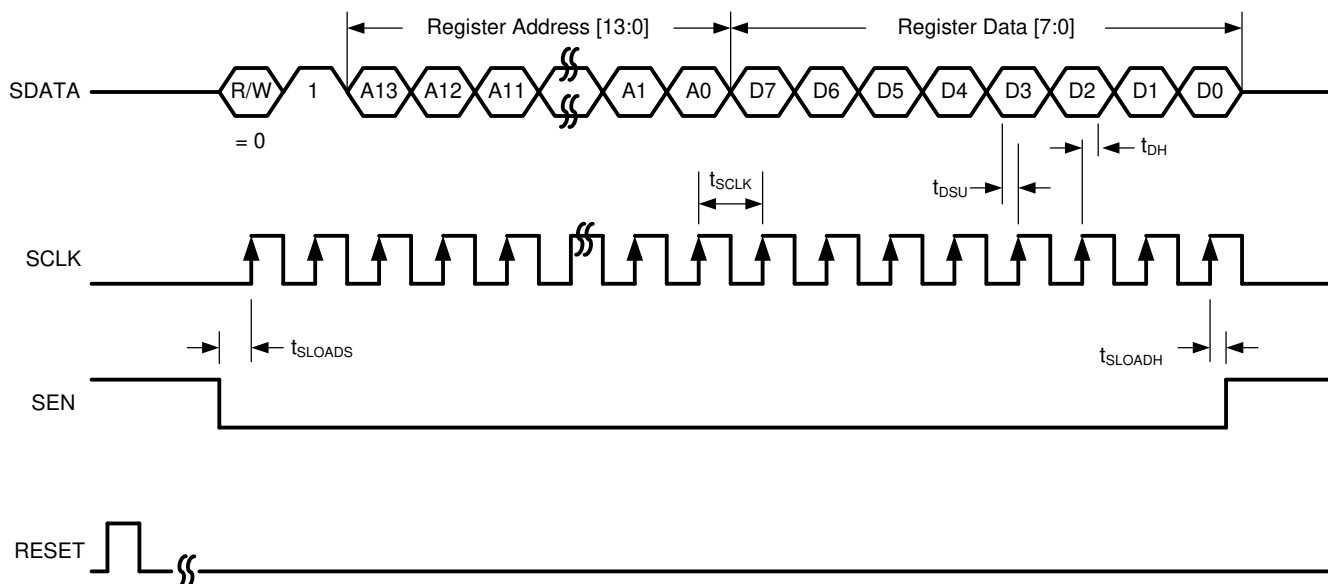 Register Address [13:0]
Register Data [7:0]
SDATA
R/W 1 A13 A12 A11 A1 A0 D7 D6 D5 D4 D3 D2 D1 D0
= 0
tDH
tSCLK
tDSU
SCLK
tSLOADS
tSLOADH
SEN
RESET